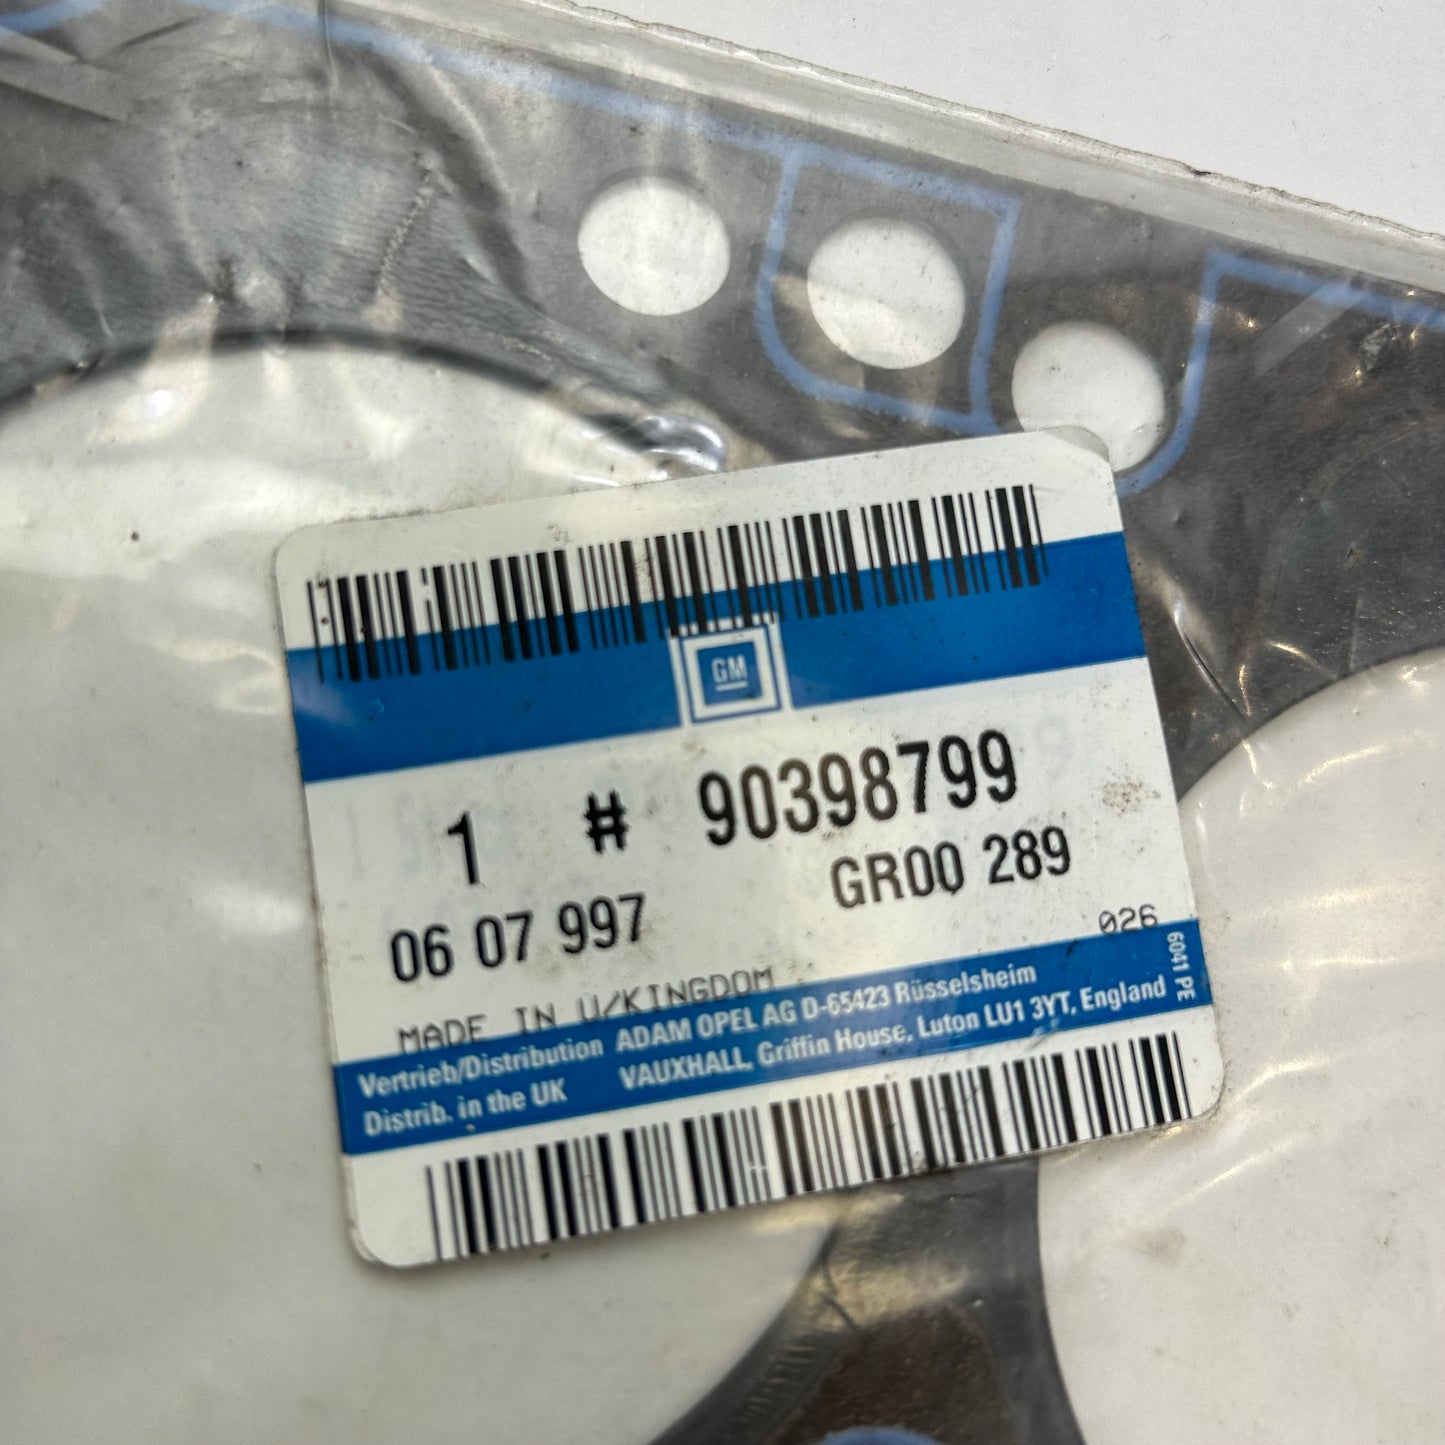 GM
1 # 90398799
GR00 289
06 07 997
026
MADE IN U/KINGDOM
6041 PE
Vertrieb/Distribution ADAM OPEL AG D-65423 Rüsselsheim
Distrib. in the UK VAUXHALL, Griffin House, Luton LU1 3YT, England